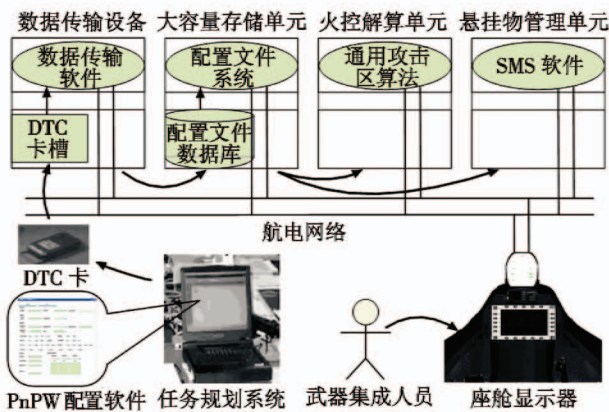 数据传输设备 大容量存储单元 火控解算单元 悬挂物管理单元
数据传输
软件
配置文件
系统
通用攻击
区算法
SMS 软件
DTC
卡槽
配置文件
数据库
航电网络
DTC 卡
PnPW 配置软件 任务规划系统 武器集成人员 座舱显示器